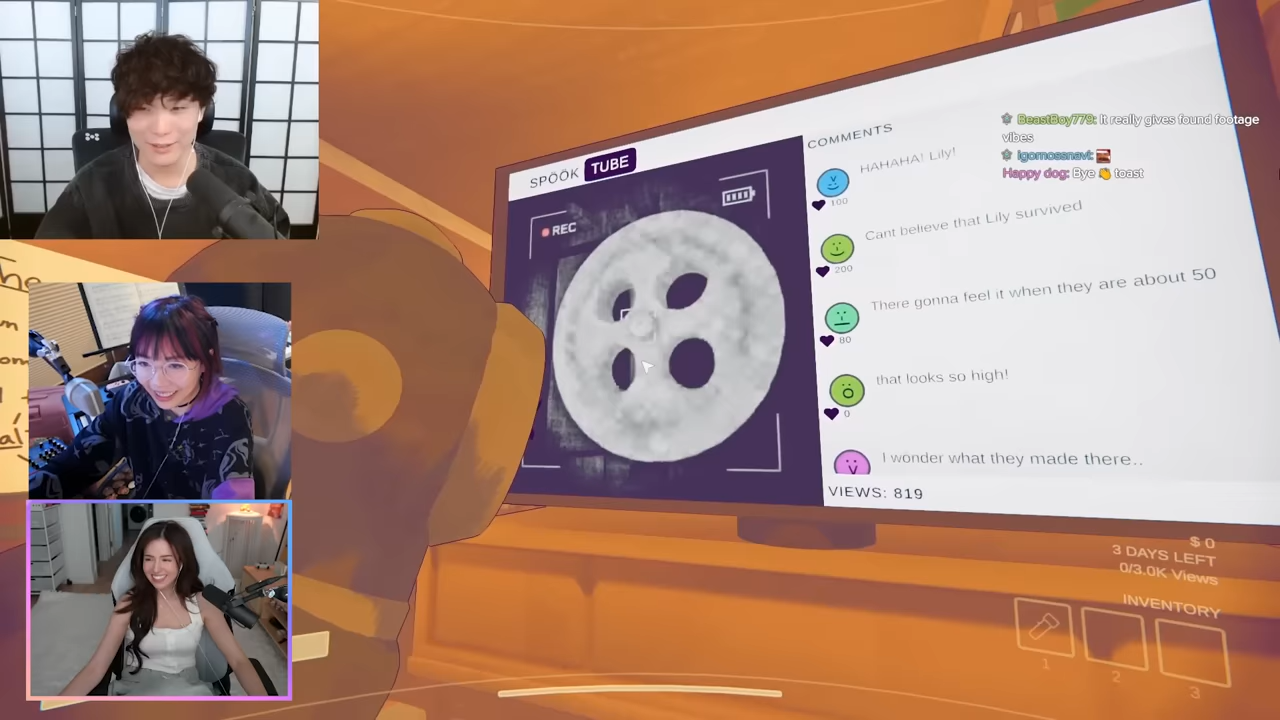 SPÖÖK TUBE
REC
COMMENTS
HAHAHA! Lily!
100
Cant believe that Lily survived
200
There gonna feel it when they are about 50
80
that looks so high!
0
I wonder what they made there..
VIEWS: 819
BeastBoy779: It really gives found footage
vibes
igornossnavi:
Happy dog: Bye 👋 toast
$ 0
3 DAYS LEFT
0/3.0K Views
INVENTORY
1
2
3